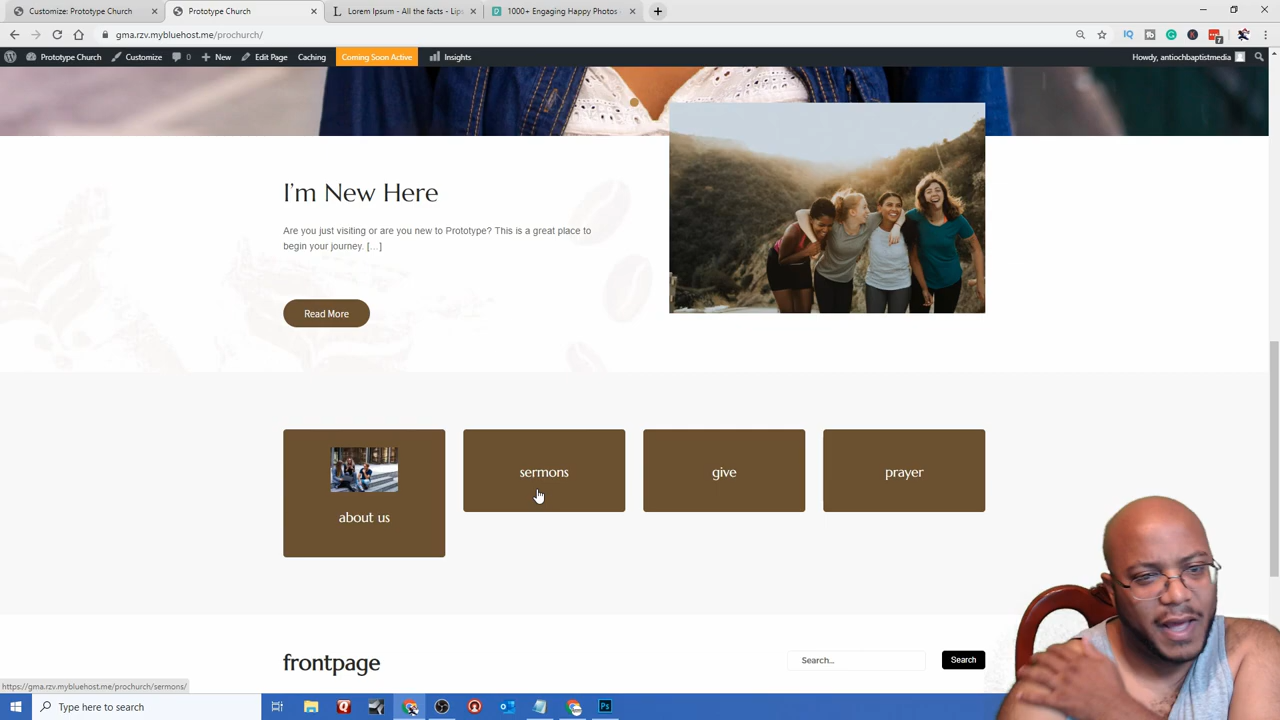 Customize: Prototype Church
Prototype Church
Lorem Ipsum - All the facts - Lip
1000+ Engaging Happy Photos
gma.rzv.mybluehost.me/prochurch/
Prototype Church
Customize
0
New
Edit Page
Caching
Coming Soon Active
Insights
Howdy, antiochbaptistmedia
I'm New Here
Are you just visiting or are you new to Prototype? This is a great place to
begin your journey. [...]
Read More
about us
sermons
give
prayer
frontpage
Search...
Search
https://gma.rzv.mybluehost.me/prochurch/sermons/
Type here to search